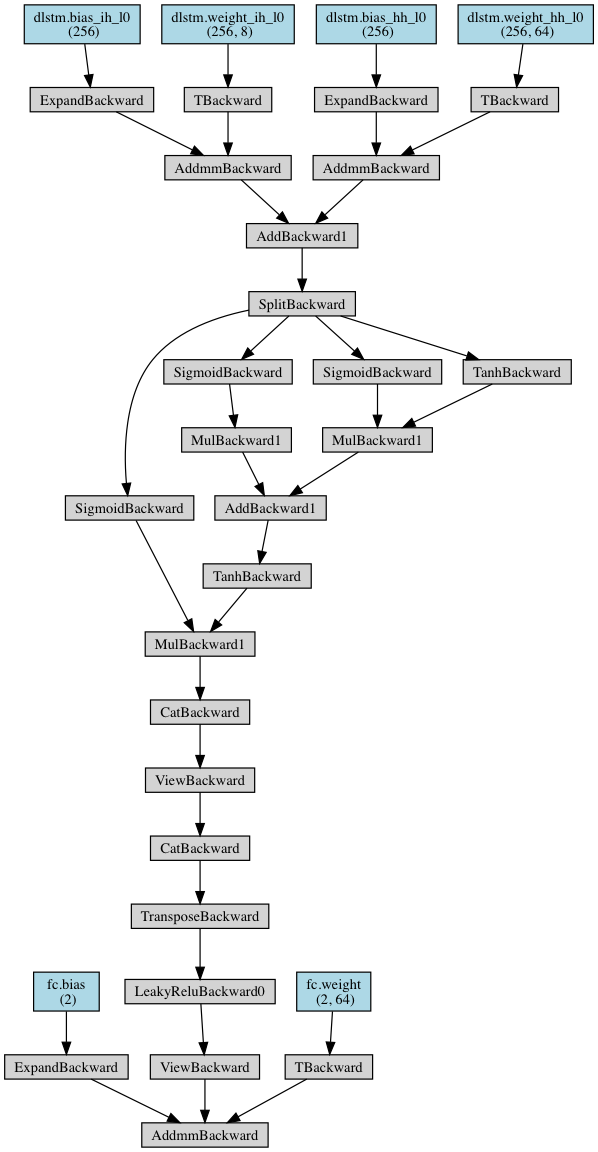 dlstm.bias_ih_l0
(256)
dlstm.weight_ih_l0
(256, 8)
dlstm.bias_hh_l0
(256)
dlstm.weight_hh_l0
(256, 64)
ExpandBackward
TBackward
ExpandBackward
TBackward
AddmmBackward
AddmmBackward
AddBackward1
SplitBackward
SigmoidBackward
SigmoidBackward
TanhBackward
MulBackward1
MulBackward1
SigmoidBackward
AddBackward1
TanhBackward
MulBackward1
CatBackward
ViewBackward
CatBackward
TransposeBackward
fc.bias
(2)
LeakyReluBackward0
fc.weight
(2, 64)
ExpandBackward
ViewBackward
TBackward
AddmmBackward